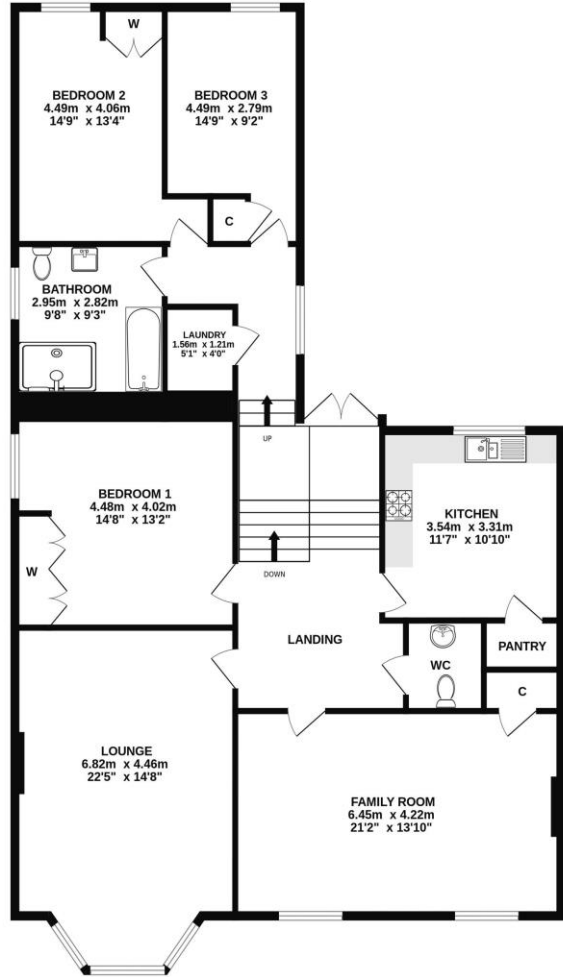 W
BEDROOM 2
4.49m x 4.06m
14'9" x 13'4"
BEDROOM 3
4.49m x 2.79m
14'9" x 9'2"
C
BATHROOM
2.95m x 2.82m
9'8" x 9'3"
LAUNDRY
1.56m x 1.21m
5'1" x 4'0"
UP
BEDROOM 1
4.48m x 4.02m
14'8" x 13'2"
W
KITCHEN
3.54m x 3.31m
11'7" x 10'10"
DOWN
LANDING
WC
PANTRY
C
LOUNGE
6.82m x 4.46m
22'5" x 14'8"
FAMILY ROOM
6.45m x 4.22m
21'2" x 13'10"